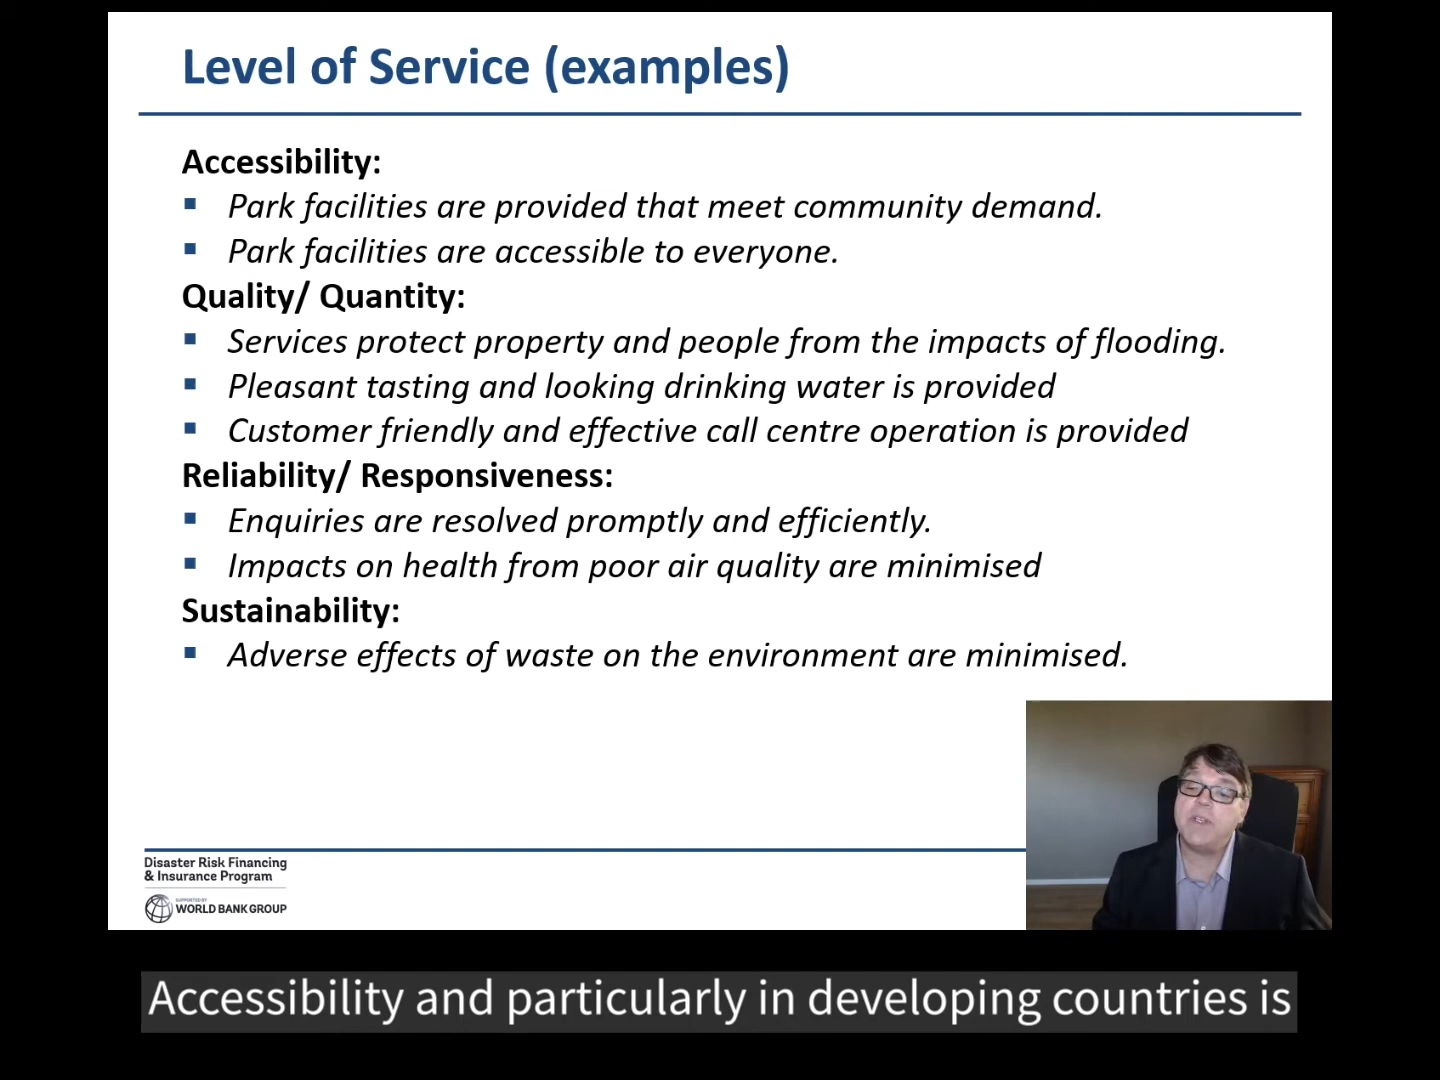 Level of Service (examples)
Accessibility:
▪ Park facilities are provided that meet community demand.
▪ Park facilities are accessible to everyone.
Quality/ Quantity:
▪ Services protect property and people from the impacts of flooding.
▪ Pleasant tasting and looking drinking water is provided
▪ Customer friendly and effective call centre operation is provided
Reliability/ Responsiveness:
▪ Enquiries are resolved promptly and efficiently.
▪ Impacts on health from poor air quality are minimised
Sustainability:
▪ Adverse effects of waste on the environment are minimised.
Disaster Risk Financing
& Insurance Program
SUPPORTED BY
WORLD BANK GROUP
Accessibility and particularly in developing countries is